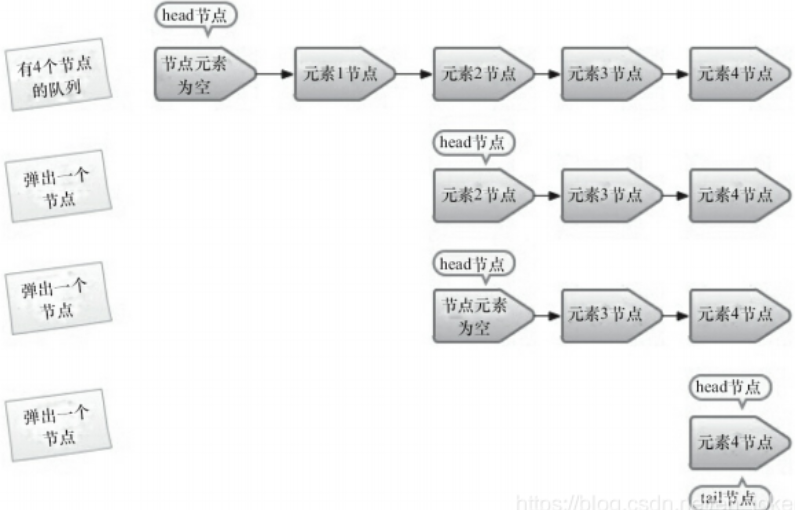 head节点
有4个节点
的队列
节点元素
为空
元素1节点
元素2节点
元素3节点
元素4节点
弹出一个
节点
head节点
元素2节点
元素3节点
元素4节点
弹出一个
节点
head节点
节点元素
为空
元素3节点
元素4节点
弹出一个
节点
head节点
元素4节点
tail节点
https://blog.csdn.ne